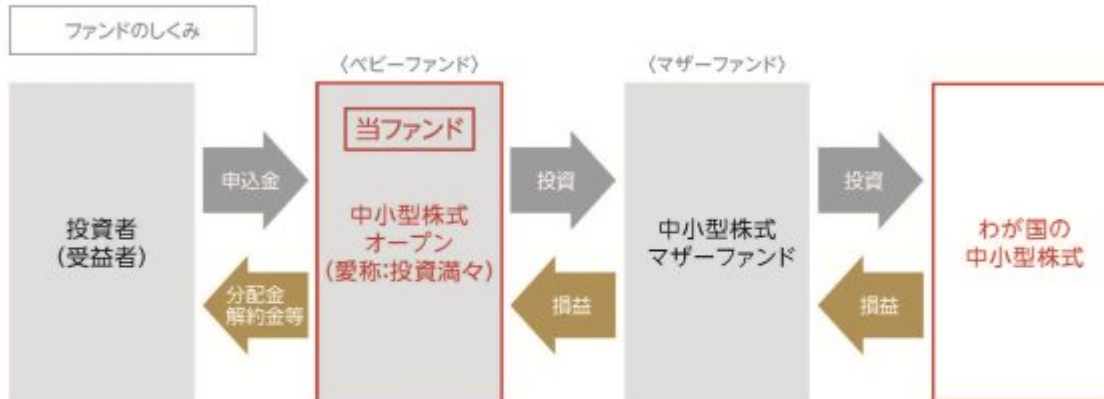 ファンドのしくみ
〈ベビーファンド〉
〈マザーファンド〉
当ファンド
申込金
投資
投資
投資者
(受益者)
中小型株式
オープン
(愛称:投資満々)
中小型株式
マザーファンド
わが国の
中小型株式
分配金
解約金等
損益
損益